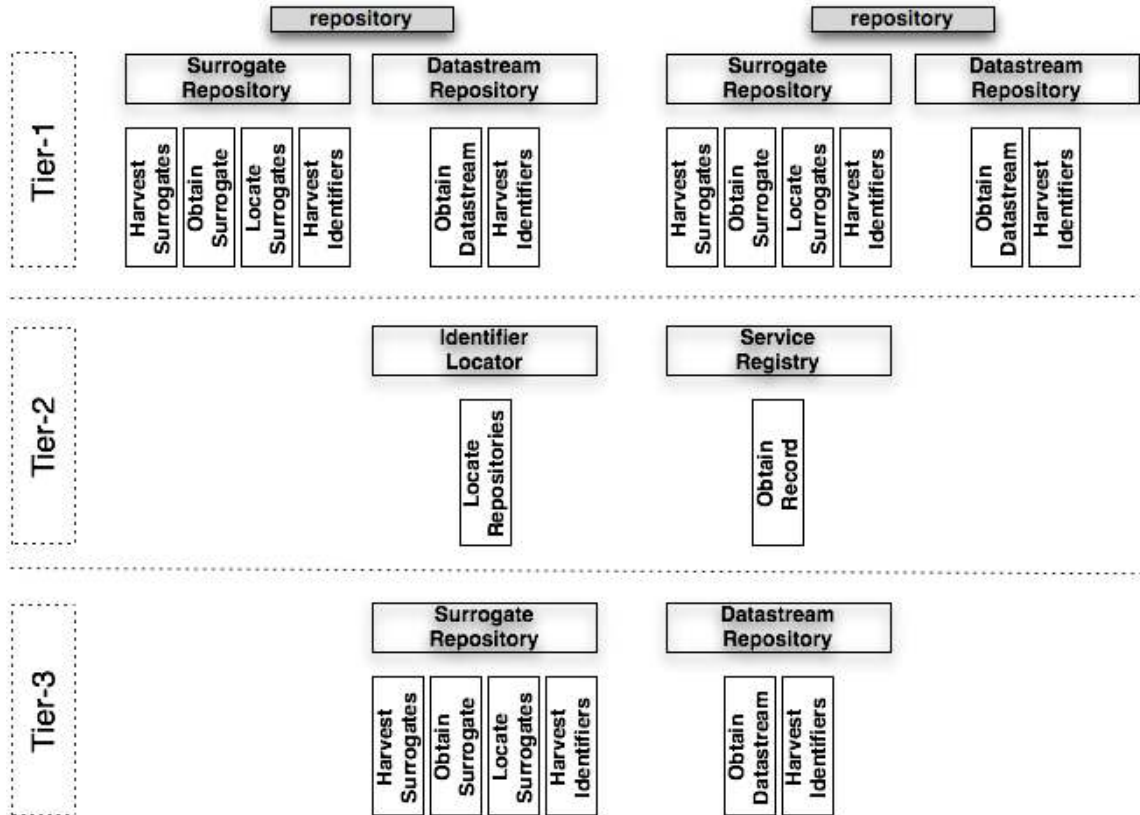 repository
repository
Surrogate
Repository
Datastream
Repository
Surrogate
Repository
Datastream
Repository
Tier-1
Harvest
Surrogates
Obtain
Surrogate
Locate
Surrogates
Harvest
Identifiers
Obtain
Datastream
Harvest
Identifiers
Harvest
Surrogates
Obtain
Surrogate
Locate
Surrogates
Harvest
Identifiers
Obtain
Datastream
Harvest
Identifiers
Tier-2
Identifier
Locator
Service
Registry
Locate
Repositories
Obtain
Record
Tier-3
Surrogate
Repository
Datastream
Repository
Harvest
Surrogates
Obtain
Surrogate
Locate
Surrogates
Harvest
Identifiers
Obtain
Datastream
Harvest
Identifiers